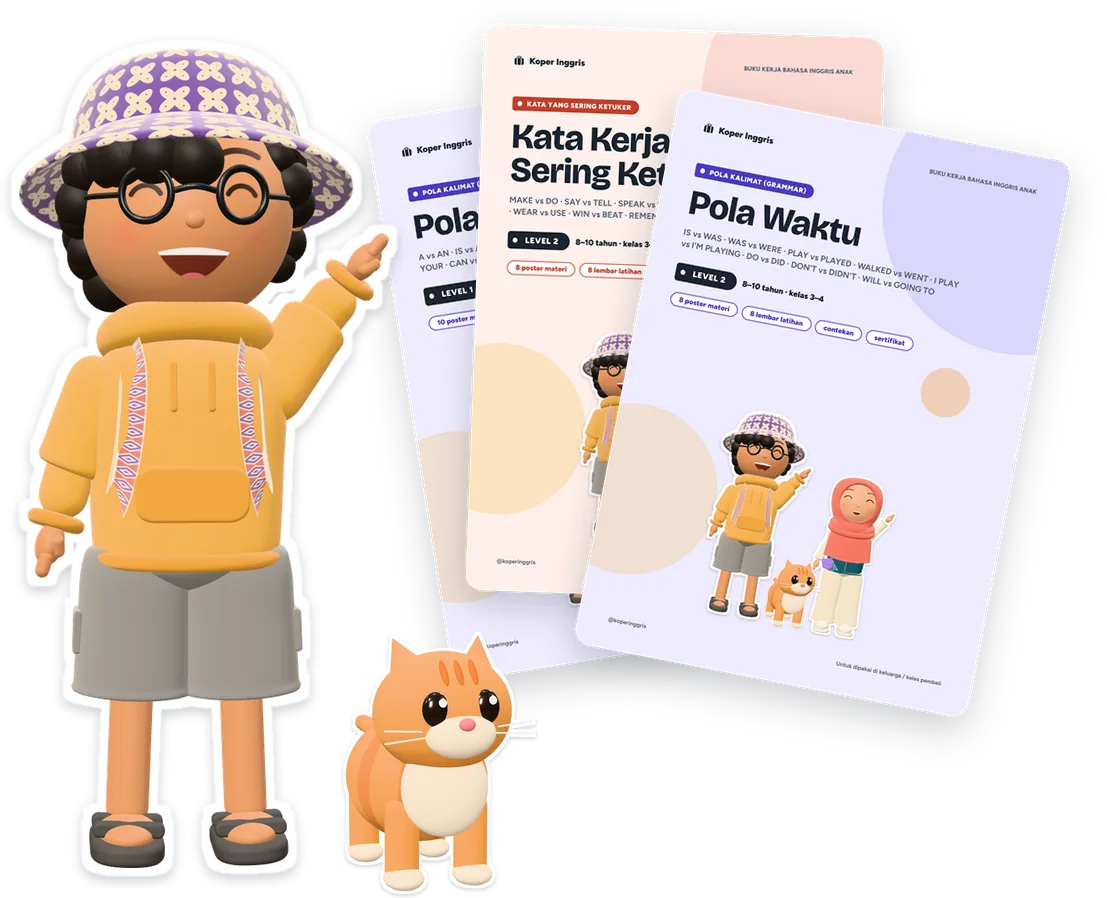 Koper Inggris
POLA KALIMAT (
Pola
A vs AN · IS vs
YOUR · CAN vs
LEVEL 1
10 poster m
operinggris
Koper Inggris
BUKU KERJA BAHASA INGGRIS ANAK
KATA YANG SERING KETUKER
Kata Kerja
Sering Ket
MAKE vs DO · SAY vs TELL · SPEAK vs
· WEAR vs USE · WIN vs BEAT · REMEM
LEVEL 2 8–10 tahun · kelas 3-
8 poster materi 8 lembar latihan
@koperinggris
Koper Inggris
BUKU KERJA BAHASA INGGRIS ANAK
POLA KALIMAT (GRAMMAR)
Pola Waktu
IS vs WAS · WAS vs WERE · PLAY vs PLAYED · WALKED vs WENT · I PLAY
vs I'M PLAYING · DO vs DID · DON'T vs DIDN'T · WILL vs GOING TO
LEVEL 2 8–10 tahun · kelas 3–4
8 poster materi 8 lembar latihan contekan sertifikat
@koperinggris
Untuk dipakai di keluarga / kelas pembeli